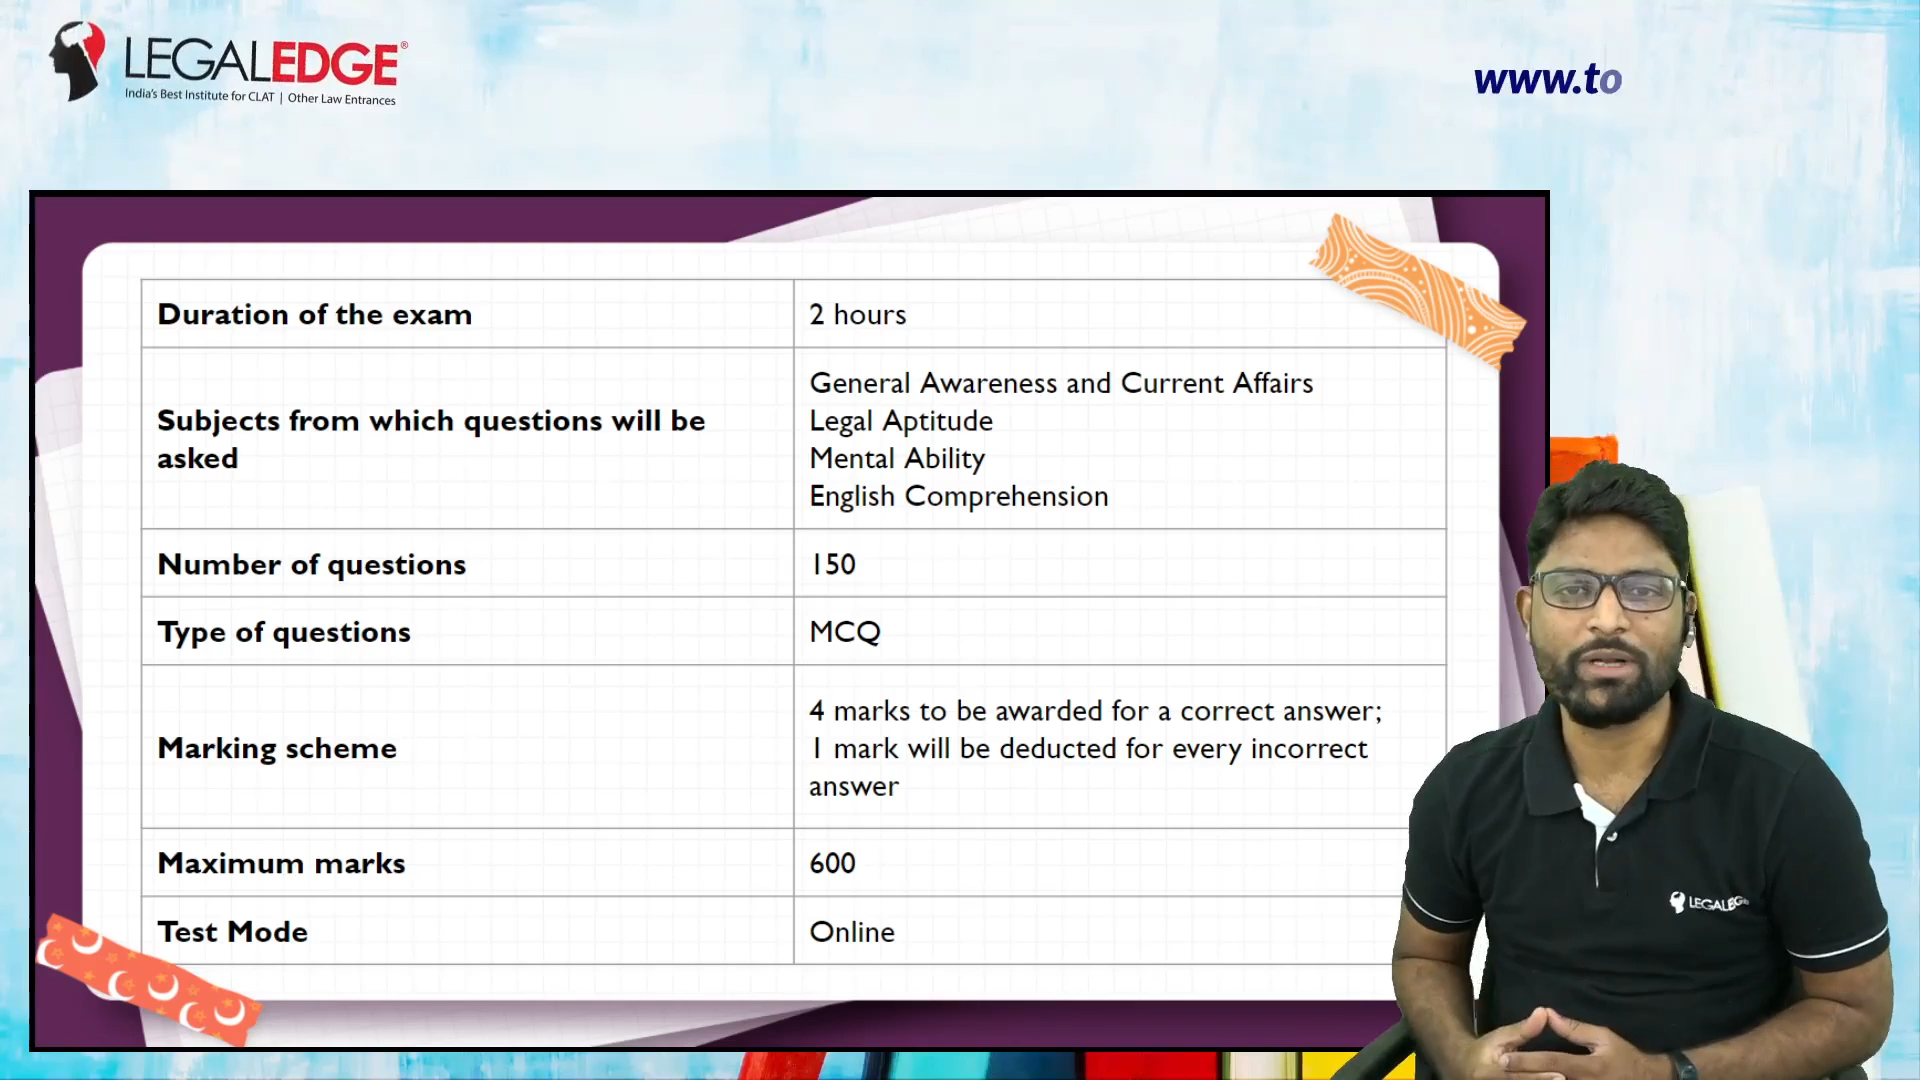 LEGALEDGE®
India's Best Institute for CLAT | Other Law Entrances
www.to
Duration of the exam
2 hours
Subjects from which questions will be
asked
General Awareness and Current Affairs
Legal Aptitude
Mental Ability
English Comprehension
Number of questions
150
Type of questions
MCQ
Marking scheme
4 marks to be awarded for a correct answer;
1 mark will be deducted for every incorrect
answer
Maximum marks
600
Test Mode
Online
LEGALEDGE